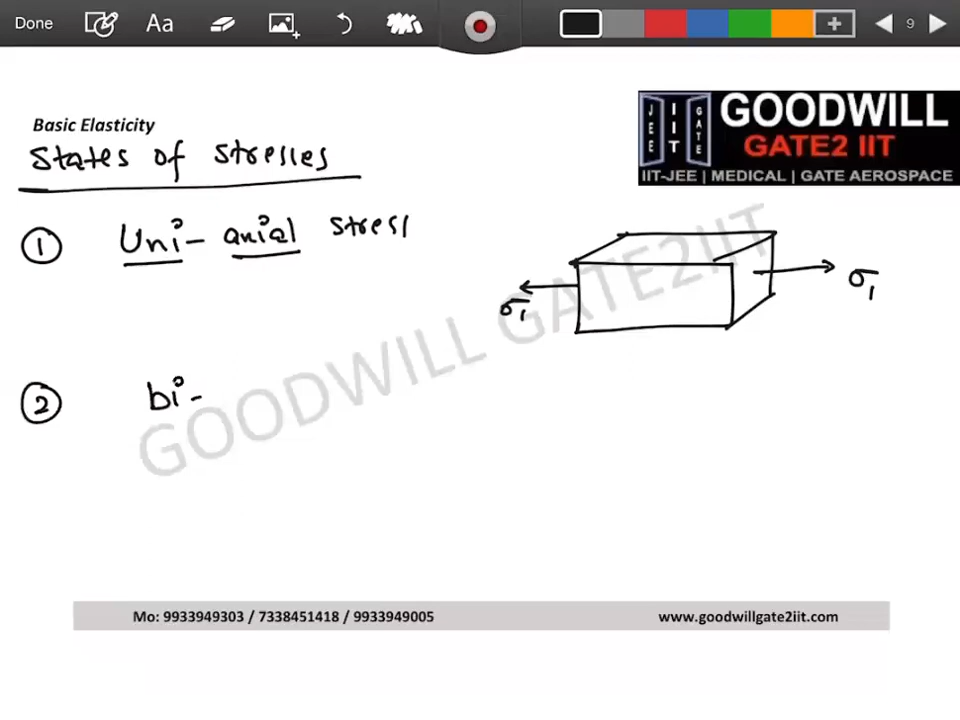 Done
Aa
9
Basic Elasticity
States of stresses
JEE
IIT
GATE
GOODWILL
GATE2 IIT
IIT-JEE | MEDICAL | GATE AEROSPACE
① Uni-axial stress
σ1
σ1
② bi-
GOODWILL GATE2IIT
Mo: 9933949303 / 7338451418 / 9933949005
www.goodwillgate2iit.com